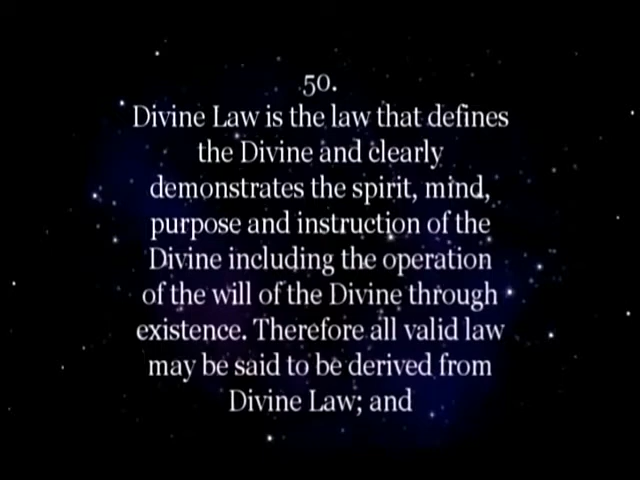 50.
Divine Law is the law that defines
the Divine and clearly
demonstrates the spirit, mind,
purpose and instruction of the
Divine including the operation
of the will of the Divine through
existence. Therefore all valid law
may be said to be derived from
Divine Law; and